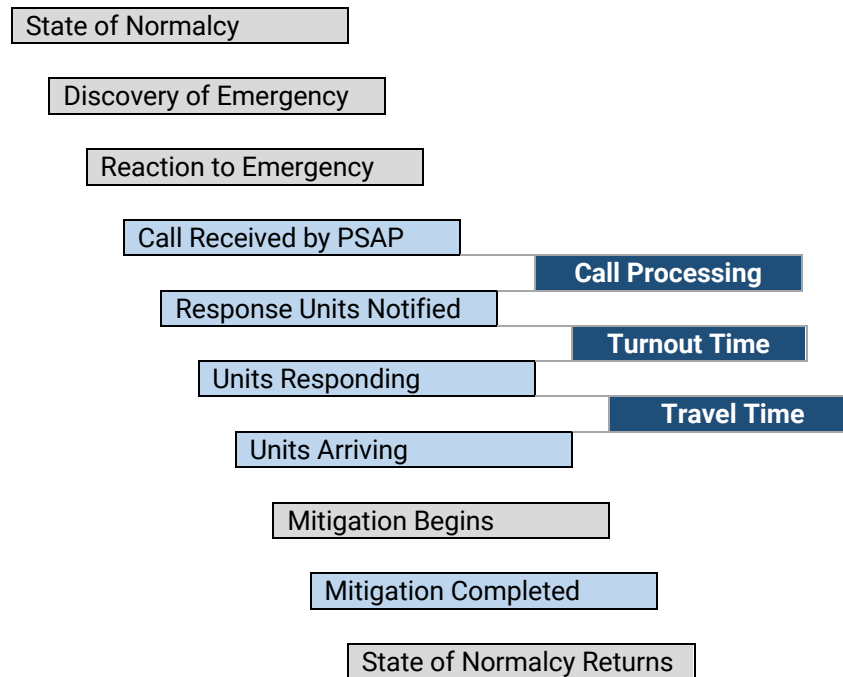 State of Normalcy
Discovery of Emergency
Reaction to Emergency
Call Received by PSAP
Call Processing
Response Units Notified
Turnout Time
Units Responding
Travel Time
Units Arriving
Mitigation Begins
Mitigation Completed
State of Normalcy Returns